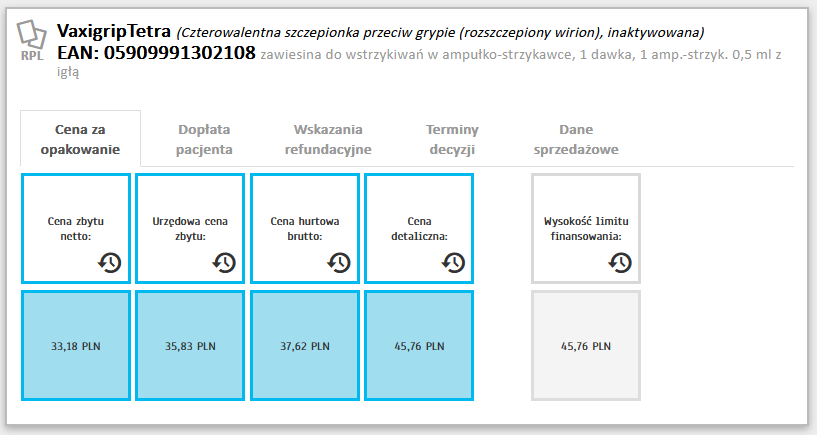 VaxigripTetra (Czterowalentna szczepionka przeciw grypie (rozszczepiony wirion), inaktywowana)
RPL
EAN: 05909991302108 zawiesina do wstrzykiwań w ampułko-strzykawce, 1 dawka, 1 amp.-strzyk. 0,5 ml z
igłą
Cena za
opakowanie
Dopłata
pacjenta
Wskazania
refundacyjne
Terminy
decyzji
Dane
sprzedażowe
Cena zbytu
netto:
Urzędowa cena
zbytu:
Cena hurtowa
brutto:
Cena
detaliczna:
Wysokość limitu
finansowania:
33,18 PLN
35,83 PLN
37,62 PLN
45,76 PLN
45,76 PLN